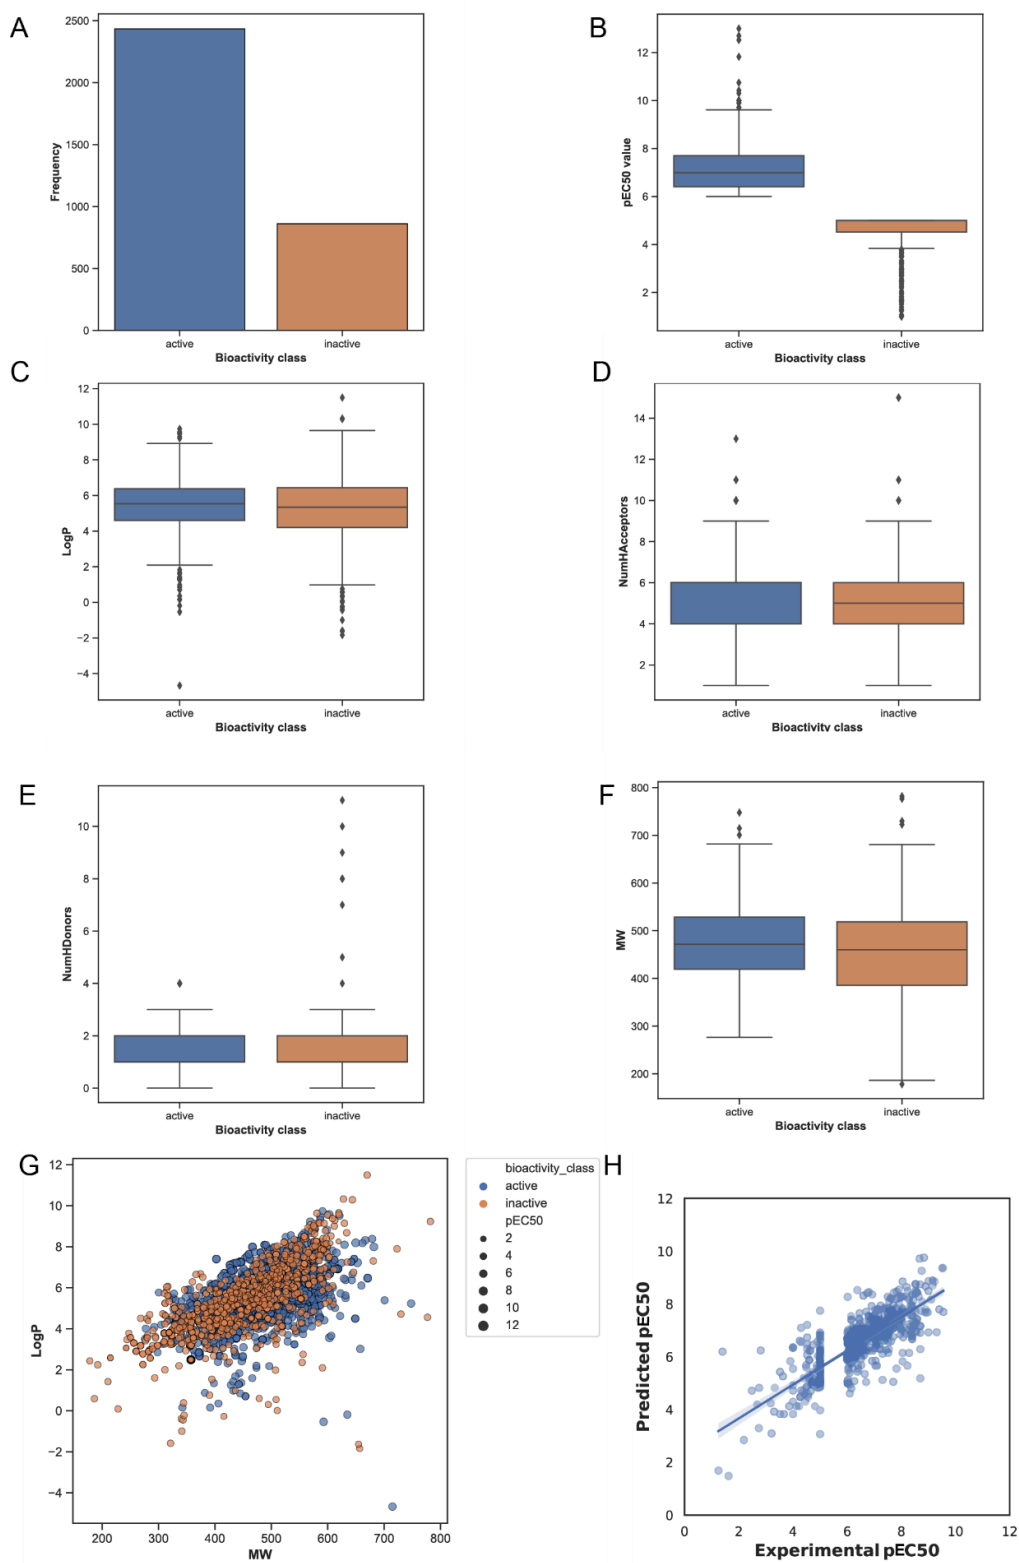 A
2500
2000
1500
1000
500
0
Frequency
active
inactive
Bioactivity class
B
12
10
8
6
4
2
pEC50 value
active
inactive
Bioactivity class
C
12
10
8
6
4
2
0
−2
−4
LogP
active
inactive
Bioactivity class
D
14
12
10
8
6
4
2
NumHAcceptors
active
inactive
Bioactivity class
E
10
8
6
4
2
0
NumHDonors
active
inactive
Bioactivity class
F
800
700
600
500
400
300
200
MW
active
inactive
Bioactivity class
G
12
10
8
6
4
2
0
−2
−4
LogP
200
300
400
500
600
700
800
MW
bioactivity_class
active
inactive
pEC50
2
4
6
8
10
12
H
12
10
8
6
4
2
0
Predicted pEC50
0
2
4
6
8
10
12
Experimental pEC50